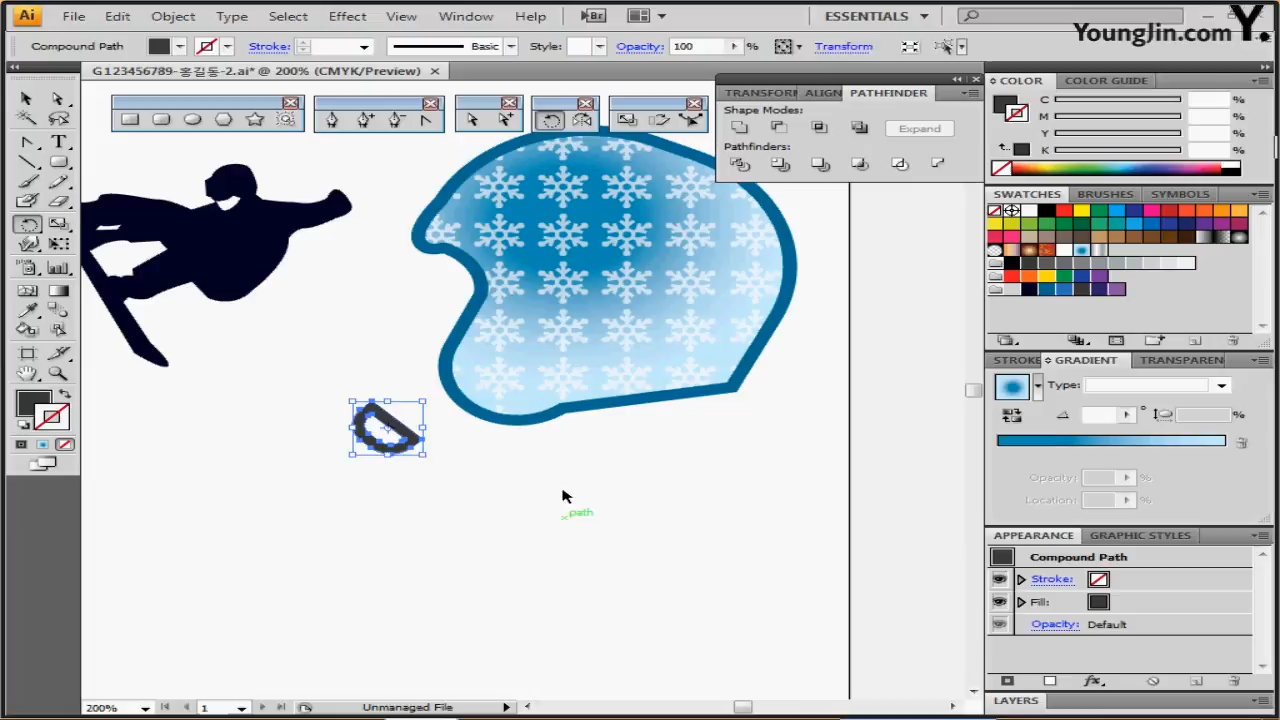 Ai File Edit Object Type Select Effect View Window Help Br ESSENTIALS
YoungJin.com Y.
Compound Path Stroke: Basic Style: Opacity: 100 % Transform
G123456789-홍길동-2.ai* @ 200% (CMYK/Preview)
TRANSFORM ALIGN PATHFINDER
Shape Modes:
Expand
Pathfinders:
COLOR COLOR GUIDE
C %
M %
Y %
K %
SWATCHES BRUSHES SYMBOLS
STROKE GRADIENT TRANSPAREN
Type:
%
Opacity: %
Location: %
path
APPEARANCE GRAPHIC STYLES
Compound Path
Stroke:
Fill:
Opacity: Default
fx
LAYERS
200% 1 Unmanaged File